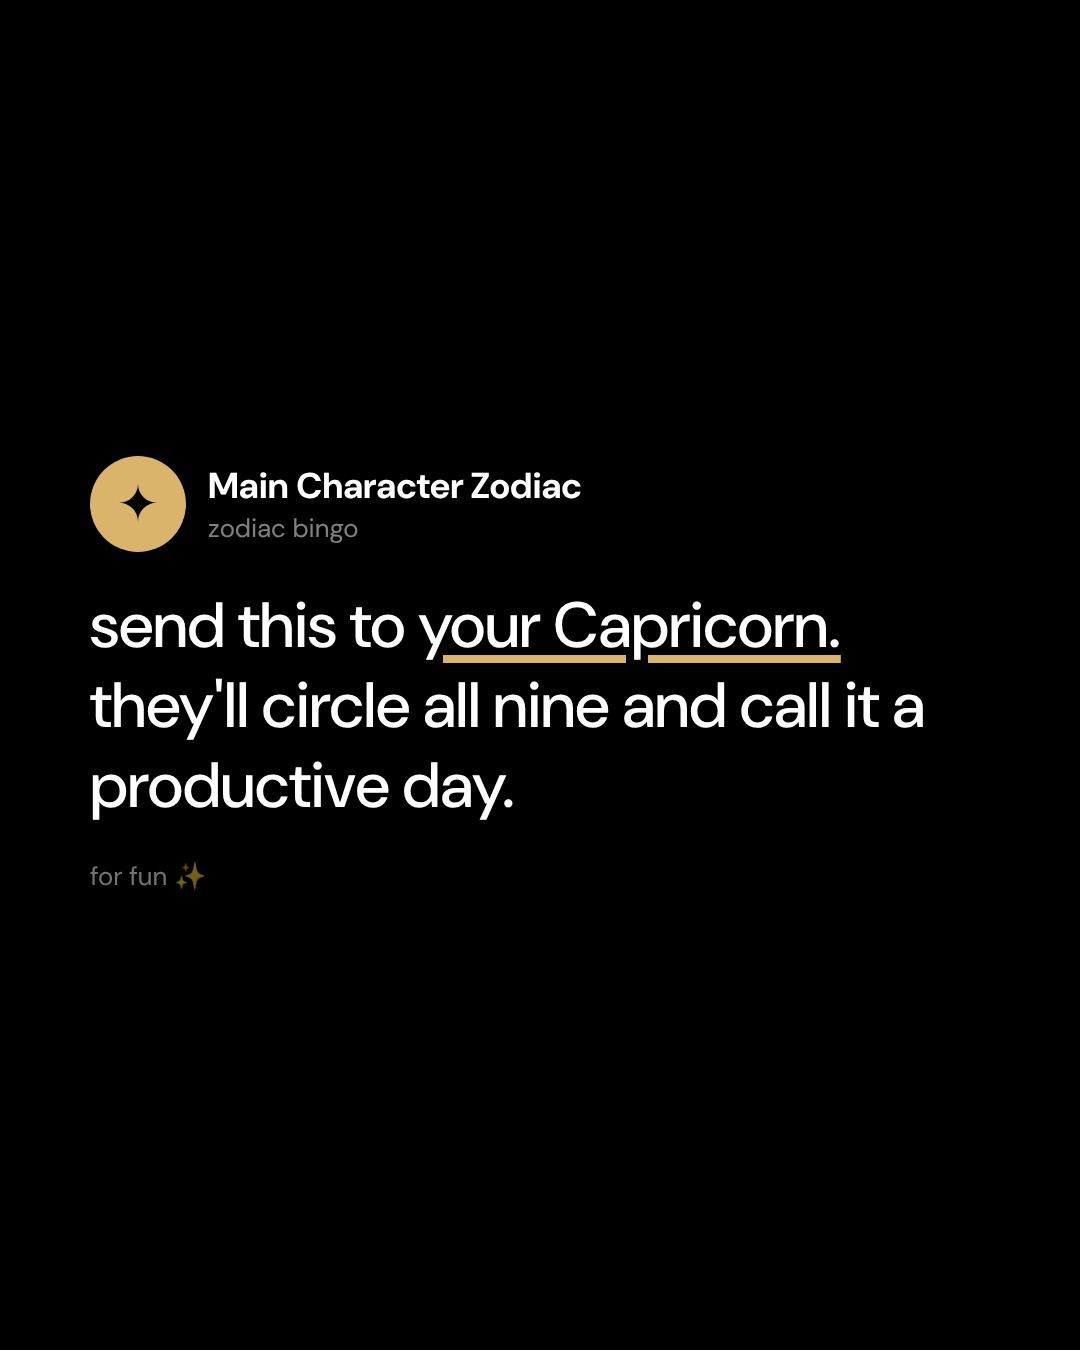 Main Character Zodiac
zodiac bingo
send this to your Capricorn.
they'll circle all nine and call it a
productive day.
for fun ✨